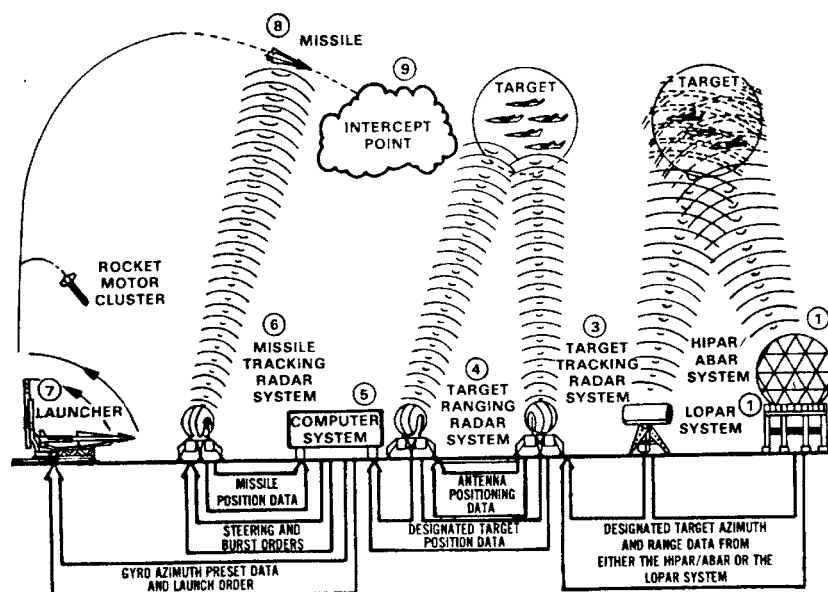 8
MISSILE
9
INTERCEPT
POINT
TARGET
TARGET
ROCKET
MOTOR
CLUSTER
7
LAUNCHER
6
MISSILE
TRACKING
RADAR
SYSTEM
5
COMPUTER
SYSTEM
4
TARGET
RANGING
RADAR
SYSTEM
3
TARGET
TRACKING
RADAR
SYSTEM
1
HIPAR
ABAR
SYSTEM
1
LOPAR
SYSTEM
MISSILE
POSITION DATA
STEERING AND
BURST ORDERS
GYRO AZIMUTH PRESET DATA
AND LAUNCH ORDER
ANTENNA
POSITIONING
DATA
DESIGNATED TARGET
POSITION DATA
DESIGNATED TARGET AZIMUTH
AND RANGE DATA FROM
EITHER THE HIPAR/ABAR OR THE
LOPAR SYSTEM